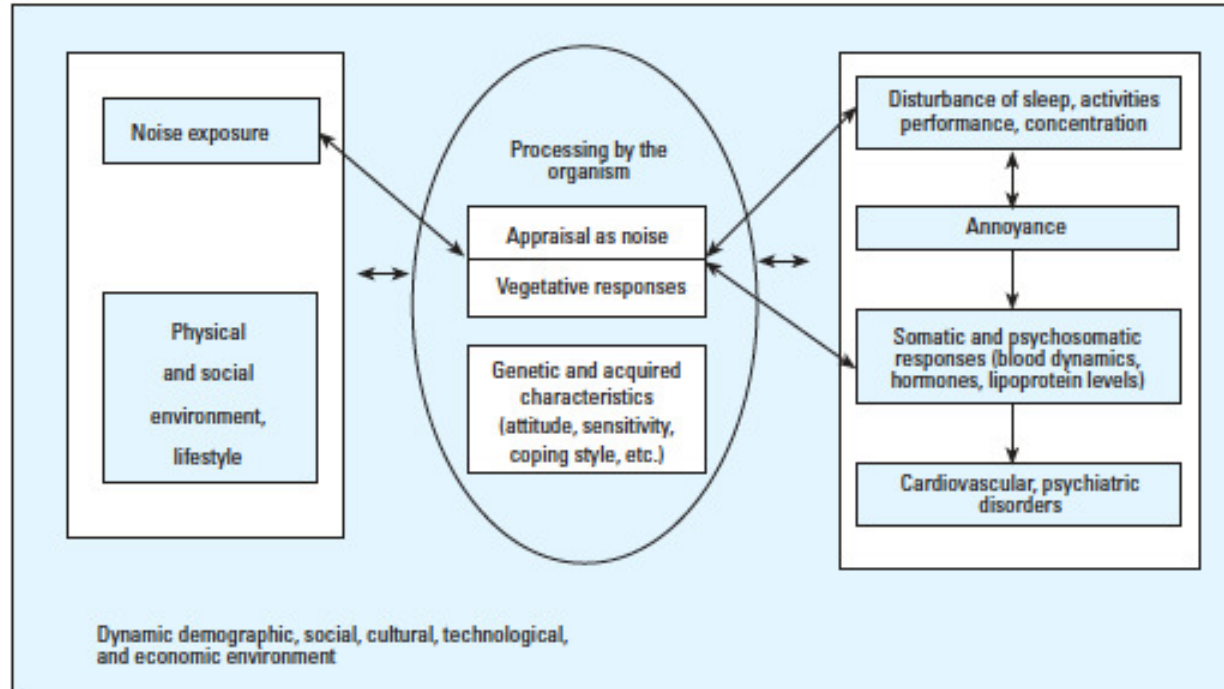 Noise exposure
Physical
and social
environment,
lifestyle
Processing by the
organism
Appraisal as noise
Vegetative responses
Genetic and acquired
characteristics
(attitude, sensitivity,
coping style, etc.)
Disturbance of sleep, activities
performance, concentration
Annoyance
Somatic and psychosomatic
responses (blood dynamics,
hormones, lipoprotein levels)
Cardiovascular, psychiatric
disorders
Dynamic demographic, social, cultural, technological,
and economic environment